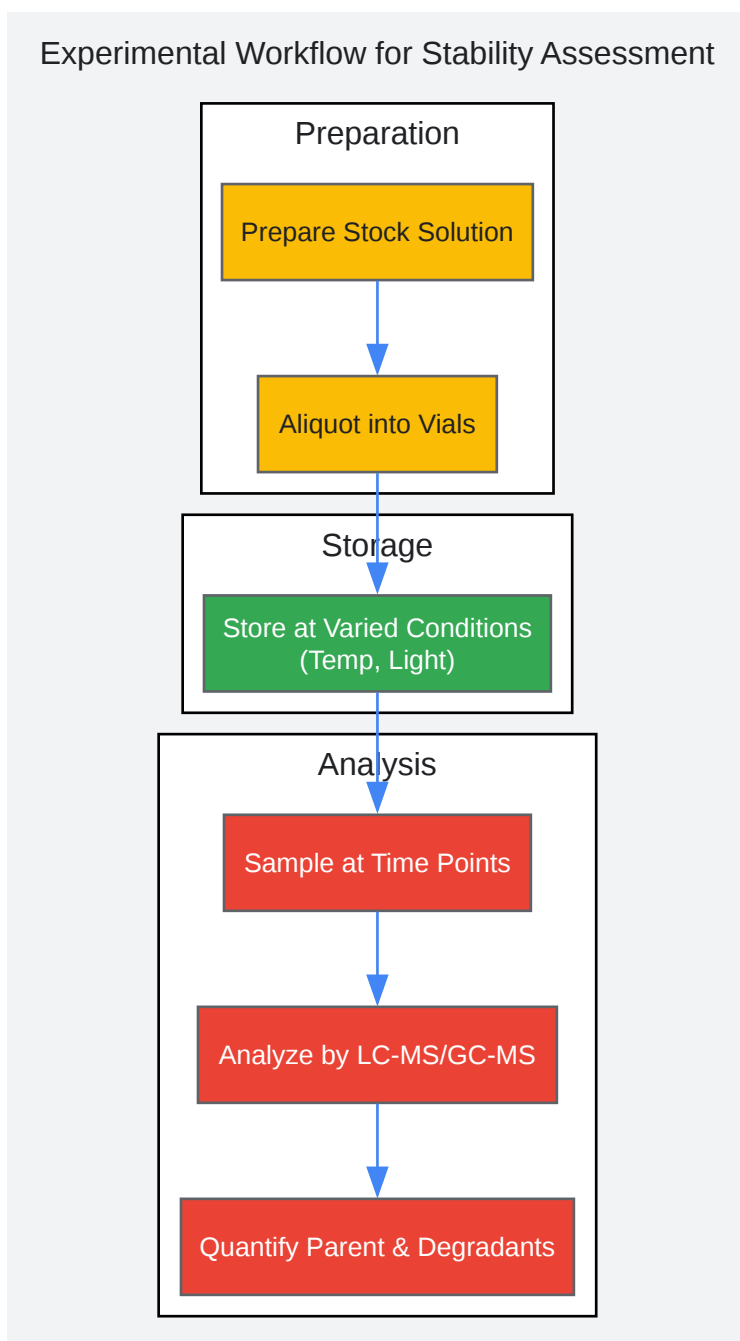 Experimental Workflow for Stability Assessment
Preparation
Prepare Stock Solution
Aliquot into Vials
Storage
Store at Varied Conditions
(Temp, Light)
Analysis
Sample at Time Points
Analyze by LC-MS/GC-MS
Quantify Parent & Degradants